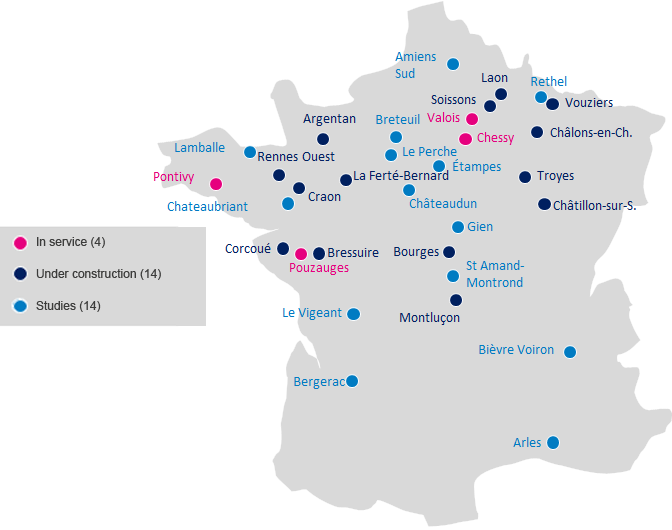 Amiens
Sud
Laon
Rethel
Soissons
Vouziers
Argentan
Breteuil
Valois
Chessy
Châlons-en-Ch.
Lamballe
Rennes Ouest
Le Perche
Étampes
Pontivy
La Ferté-Bernard
Troyes
Craon
Chateaubriant
Châteaudun
Châtillon-sur-S.
Gien
In service (4)
Corcoué
Bressuire
Bourges
Pouzauges
Under construction (14)
St Amand-
Montrond
Studies (14)
Le Vigeant
Montluçon
Bièvre Voiron
Bergerac
Arles